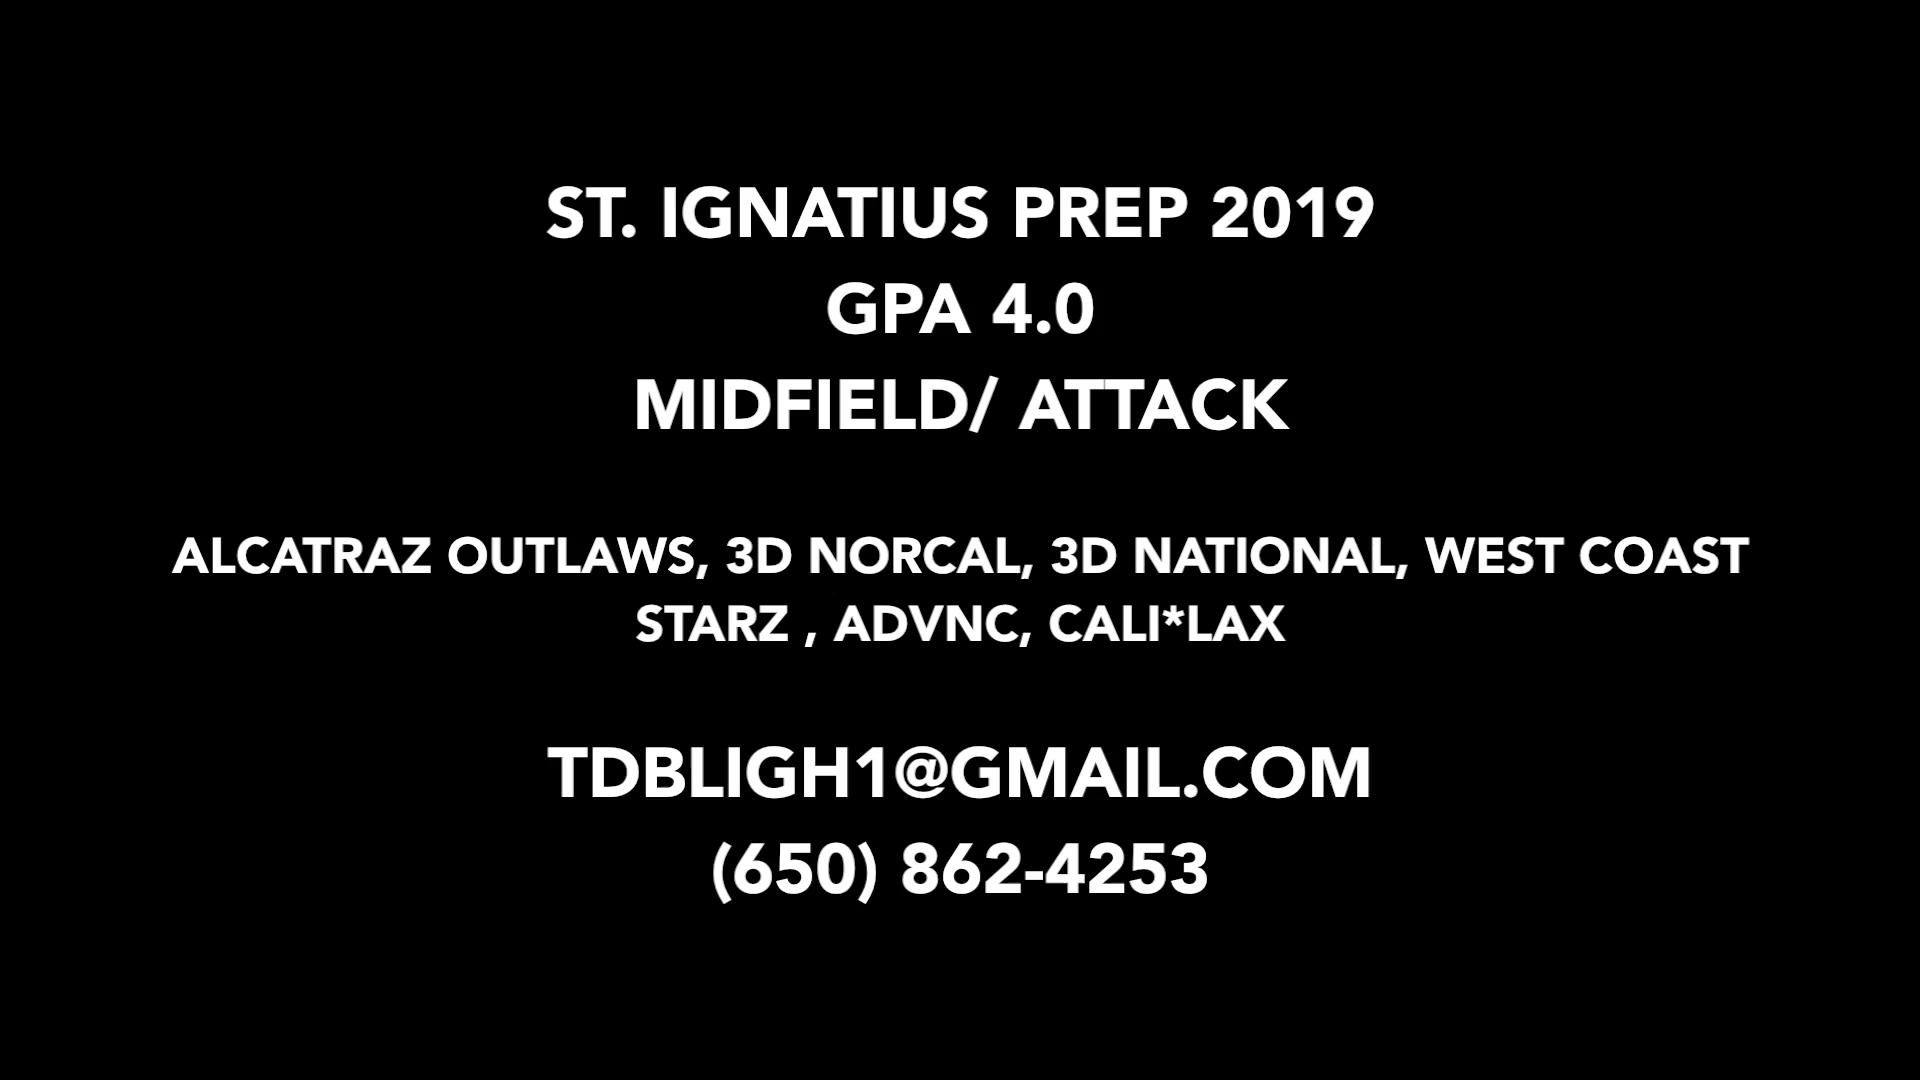 ST. IGNATIUS PREP 2019
GPA 4.0
MIDFIELD/ ATTACK
ALCATRAZ OUTLAWS, 3D NORCAL, 3D NATIONAL, WEST COAST
STARZ , ADVNC, CALI*LAX
TDBLIGH1@GMAIL.COM
(650) 862-4253